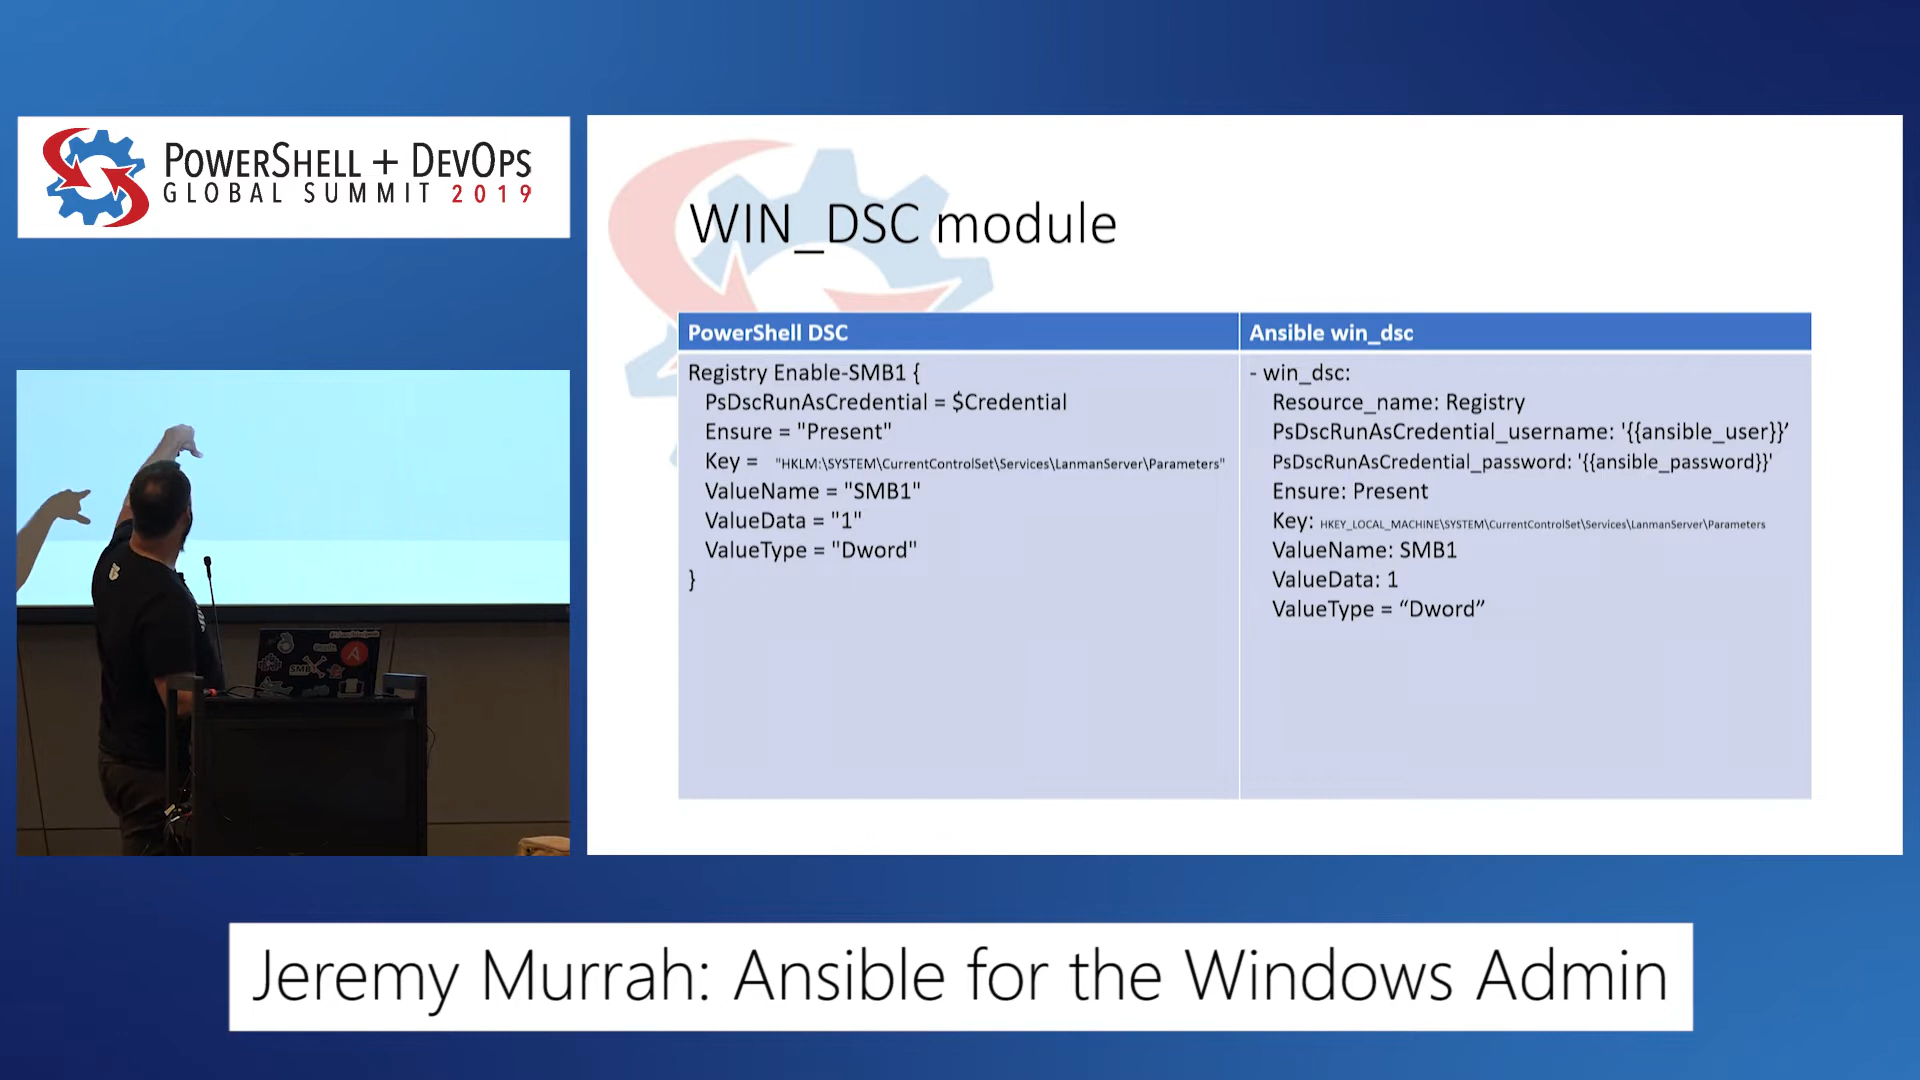 POWERSHELL + DEVOPS
GLOBAL SUMMIT 2019
WIN_DSC module
PowerShell DSC
Registry Enable-SMB1 {
PsDscRunAsCredential = $Credential
Ensure = "Present"
Key = "HKLM:\SYSTEM\CurrentControlSet\Services\LanmanServer\Parameters"
ValueName = "SMB1"
ValueData = "1"
ValueType = "Dword"
}
Ansible win_dsc
- win_dsc:
Resource_name: Registry
PsDscRunAsCredential_username: '{{ansible_user}}’
PsDscRunAsCredential_password: '{{ansible_password}}'
Ensure: Present
Key: HKEY_LOCAL_MACHINE\SYSTEM\CurrentControlSet\Services\LanmanServer\Parameters
ValueName: SMB1
ValueData: 1
ValueType = “Dword”
SMB
Jeremy Murrah: Ansible for the Windows Admin